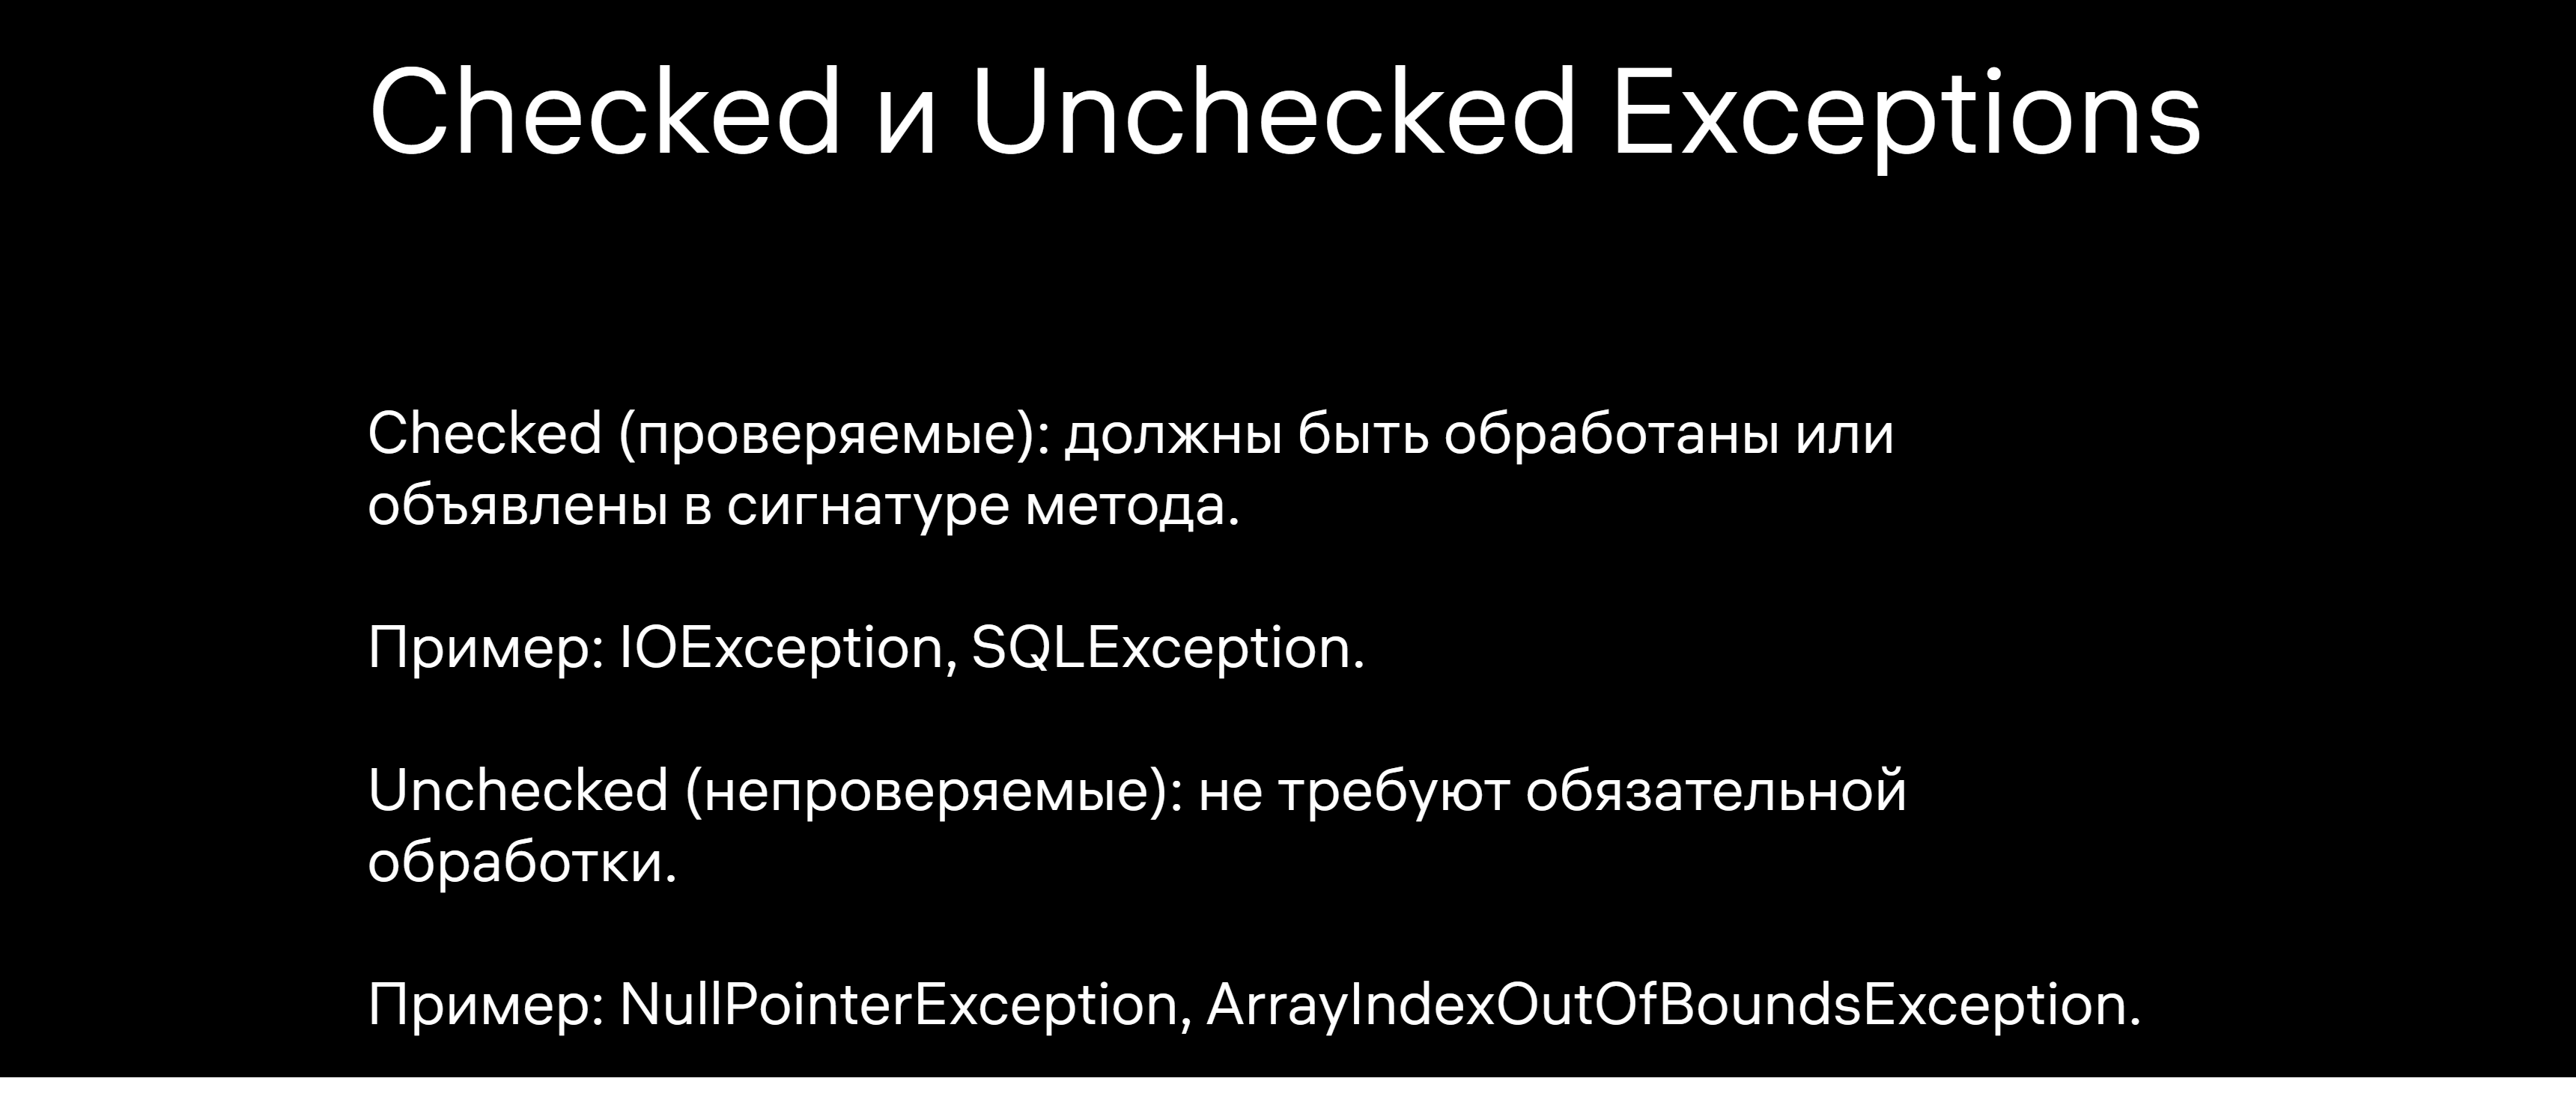 Checked и Unchecked Exceptions
Checked (проверяемые): должны быть обработаны или
объявлены в сигнатуре метода.
Пример: IOException, SQLException.
Unchecked (непроверяемые): не требуют обязательной
обработки.
Пример: NullPointerException, ArrayIndexOutOfBoundsException.